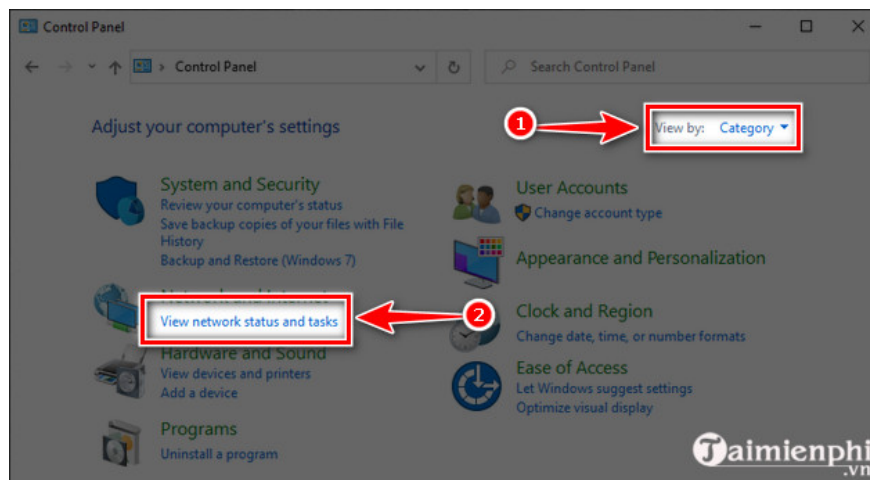 Control Panel
Control Panel
Search Control Panel
Adjust your computer's settings
1
View by: Category
System and Security
Review your computer's status
Save backup copies of your files with File
History
Backup and Restore (Windows 7)
Network and Internet
View network status and tasks
2
Hardware and Sound
View devices and printers
Add a device
Programs
Uninstall a program
User Accounts
Change account type
Appearance and Personalization
Clock and Region
Change date, time, or number formats
Ease of Access
Let Windows suggest settings
Optimize visual display
Taimienphi
.vn